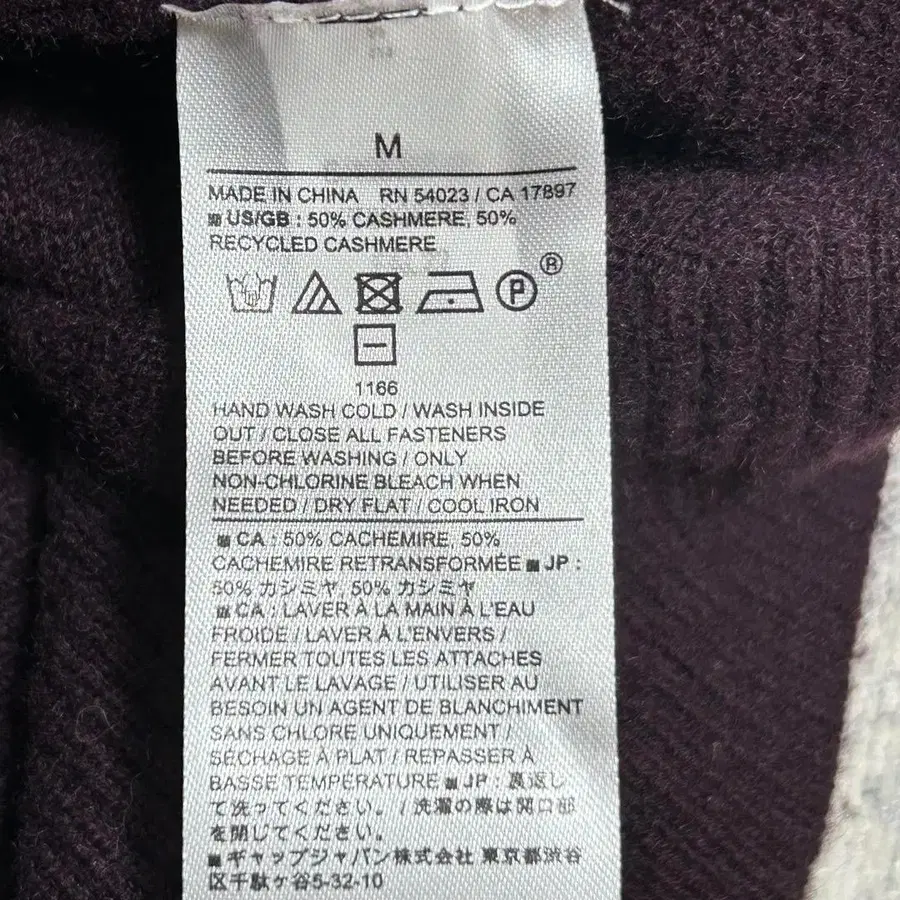 M
MADE IN CHINA RN 54023 / CA 17897
US/GB : 50% CASHMERE, 50%
RECYCLED CASHMERE
P ®
1166
HAND WASH COLD / WASH INSIDE
OUT / CLOSE ALL FASTENERS
BEFORE WASHING / ONLY
NON-CHLORINE BLEACH WHEN
NEEDED / DRY FLAT / COOL IRON
CA : 50% CACHEMIRE, 50%
CACHEMIRE RETRANSFORMÉE ■ JP :
50% カシミヤ, 50% カシミヤ
CA : LAVER À LA MAIN À L'EAU
FROIDE / LAVER À L'ENVERS /
FERMER TOUTES LES ATTACHES
AVANT LE LAVAGE / UTILISER AU
BESOIN UN AGENT DE BLANCHIMENT
SANS CHLORE UNIQUEMENT /
SÉCHAGE À PLAT / REPASSER À
BASSE TEMPÉRATURE ■ JP : 裏返し
て洗ってください。 / 洗濯の際は開口部
を閉じてください。
■ ギャップジャパン株式会社 東京都渋谷
区千駄ヶ谷5-32-10